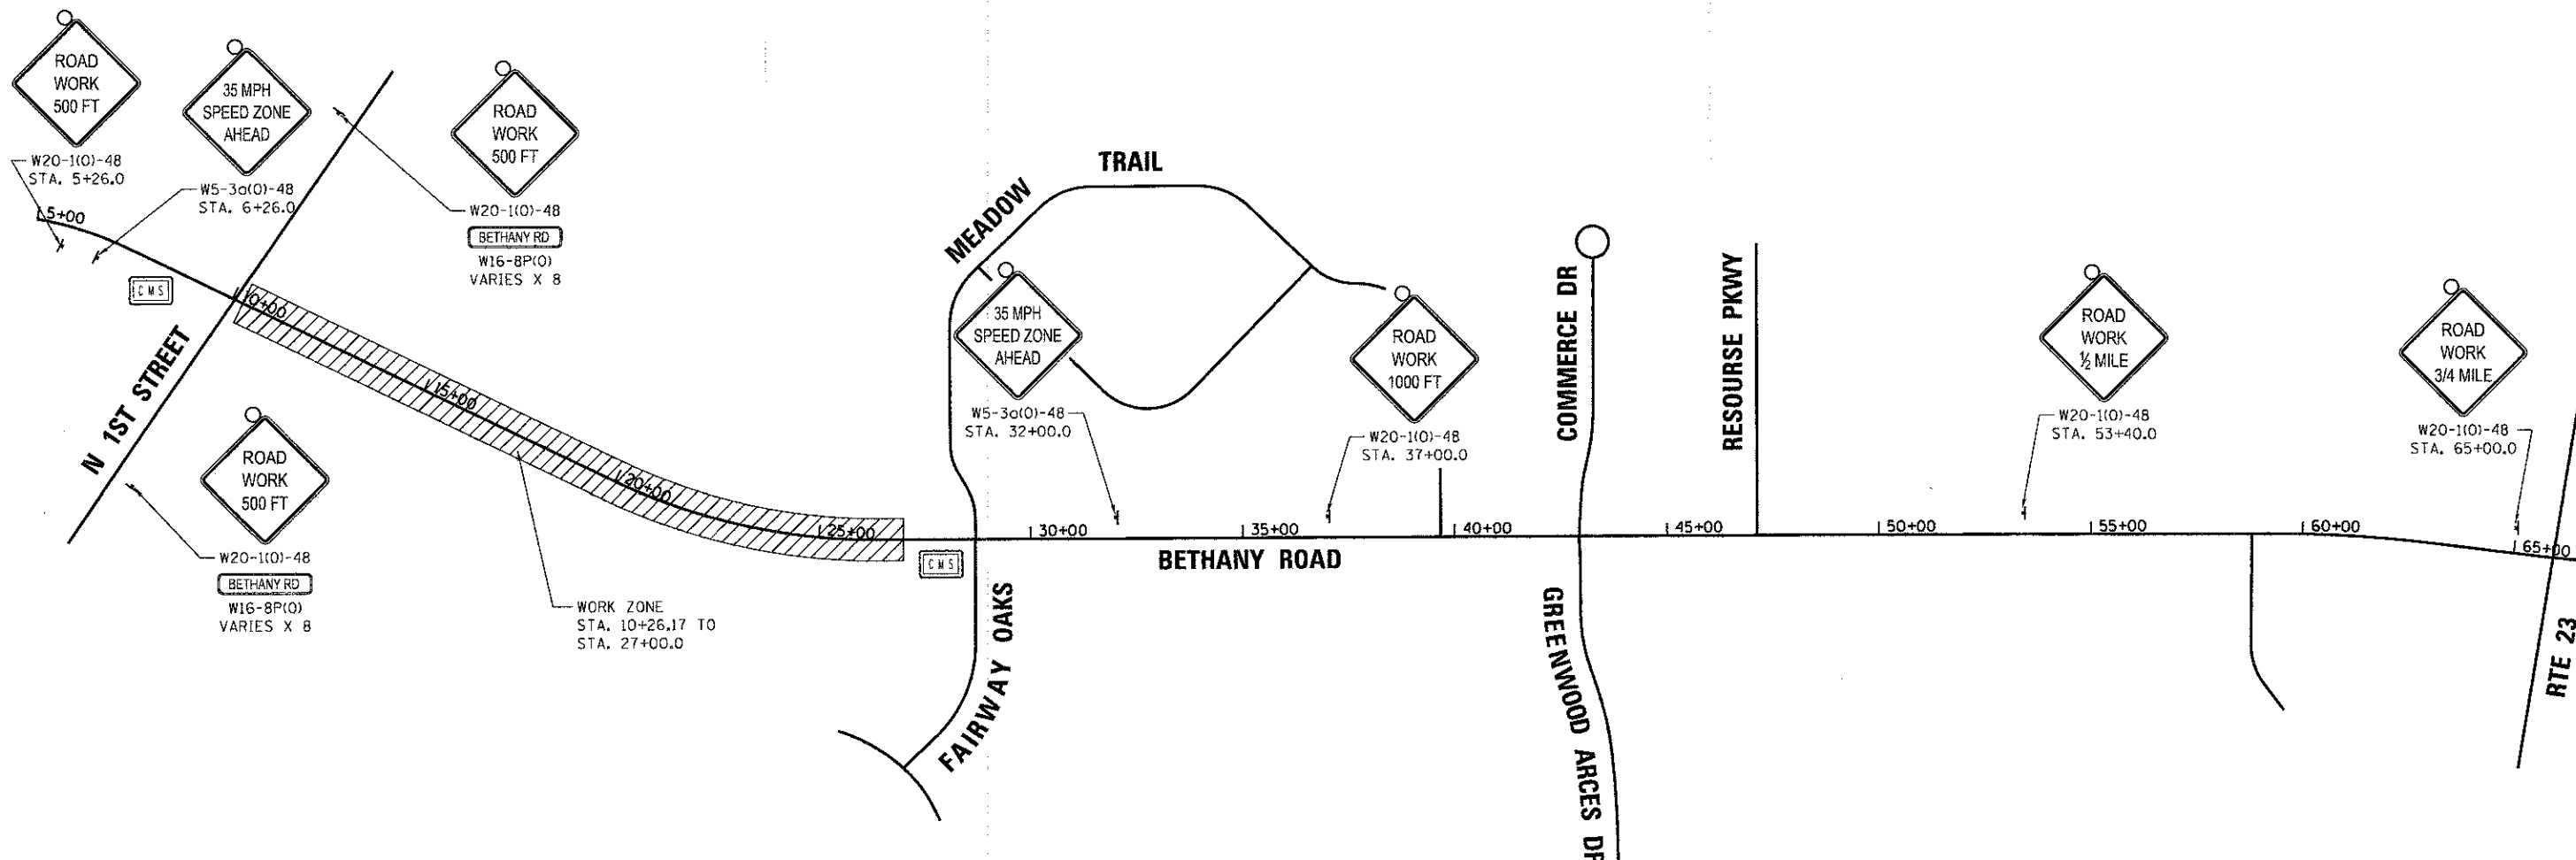 ROAD
WORK
500 FT
W20-1(O)-48
STA. 5+26.0
35 MPH
SPEED ZONE
AHEAD
W5-3a(O)-48
STA. 6+26.0
ROAD
WORK
500 FT
W20-1(O)-48
BETHANY RD
W16-8P(O)
VARIES X 8
5+00
CMS
10+00
N 1ST STREET
15+00
ROAD
WORK
500 FT
W20-1(O)-48
BETHANY RD
W16-8P(O)
VARIES X 8
20+00
25+00
WORK ZONE
STA. 10+26.17 TO
STA. 27+00.0
CMS
MEADOW
TRAIL
35 MPH
SPEED ZONE
AHEAD
W5-3a(O)-48
STA. 32+00.0
ROAD
WORK
1000 FT
W20-1(O)-48
STA. 37+00.0
COMMERCE DR
RESOURSE PKWY
ROAD
WORK
½ MILE
W20-1(O)-48
STA. 53+40.0
ROAD
WORK
3/4 MILE
W20-1(O)-48
STA. 65+00.0
30+00
35+00
40+00
45+00
50+00
55+00
60+00
65+00
BETHANY ROAD
FAIRWAY OAKS
GREENWOOD ARCES DR
RTE 23